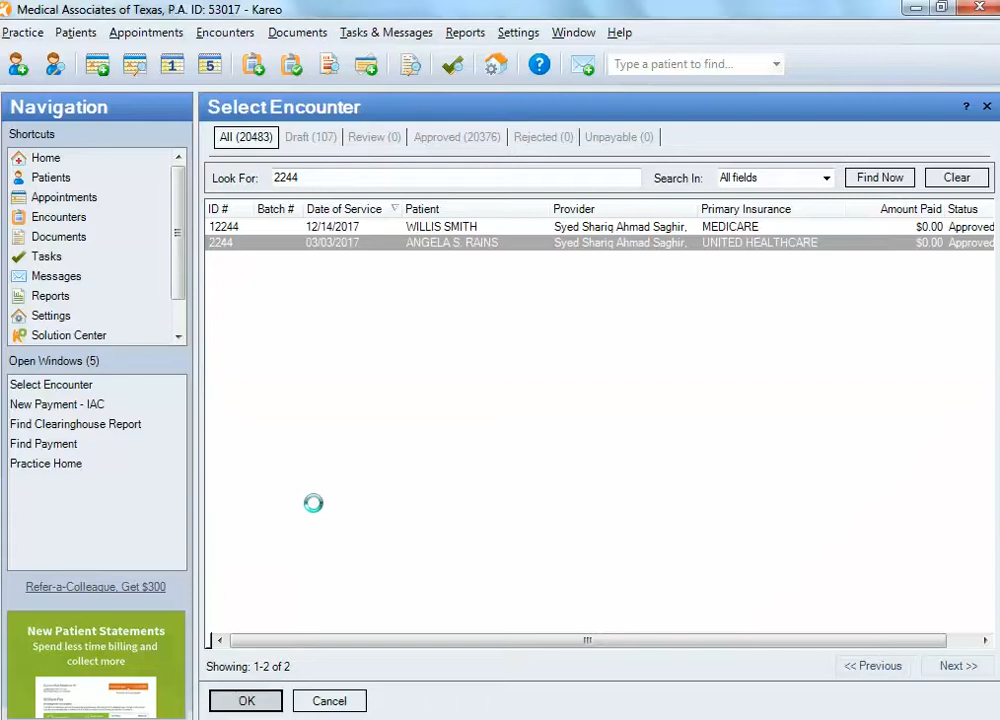 Medical Associates of Texas, P.A. ID: 53017 - Kareo
Practice Patients Appointments Encounters Documents Tasks & Messages Reports Settings Window Help
1 5 ? Type a patient to find...
Navigation
Select Encounter ? ×
Shortcuts
Home
Patients
Appointments
Encounters
Documents
Tasks
Messages
Reports
Settings
Solution Center
Open Windows (5)
Select Encounter
New Payment - IAC
Find Clearinghouse Report
Find Payment
Practice Home
Refer-a-Colleague, Get $300
New Patient Statements
Spend less time billing and
collect more
All (20483) Draft (107) Review (0) Approved (20376) Rejected (0) Unpayable (0)
Look For: 2244 Search In: All fields Find Now Clear
ID # Batch # Date of Service Patient Provider Primary Insurance Amount Paid Status
12244 12/14/2017 WILLIS SMITH Syed Shariq Ahmad Saghir, MEDICARE $0.00 Approved
2244 03/03/2017 ANGELA S. RAINS Syed Shariq Ahmad Saghir, UNITED HEALTHCARE $0.00 Approved
Showing: 1-2 of 2 << Previous Next >>
OK Cancel